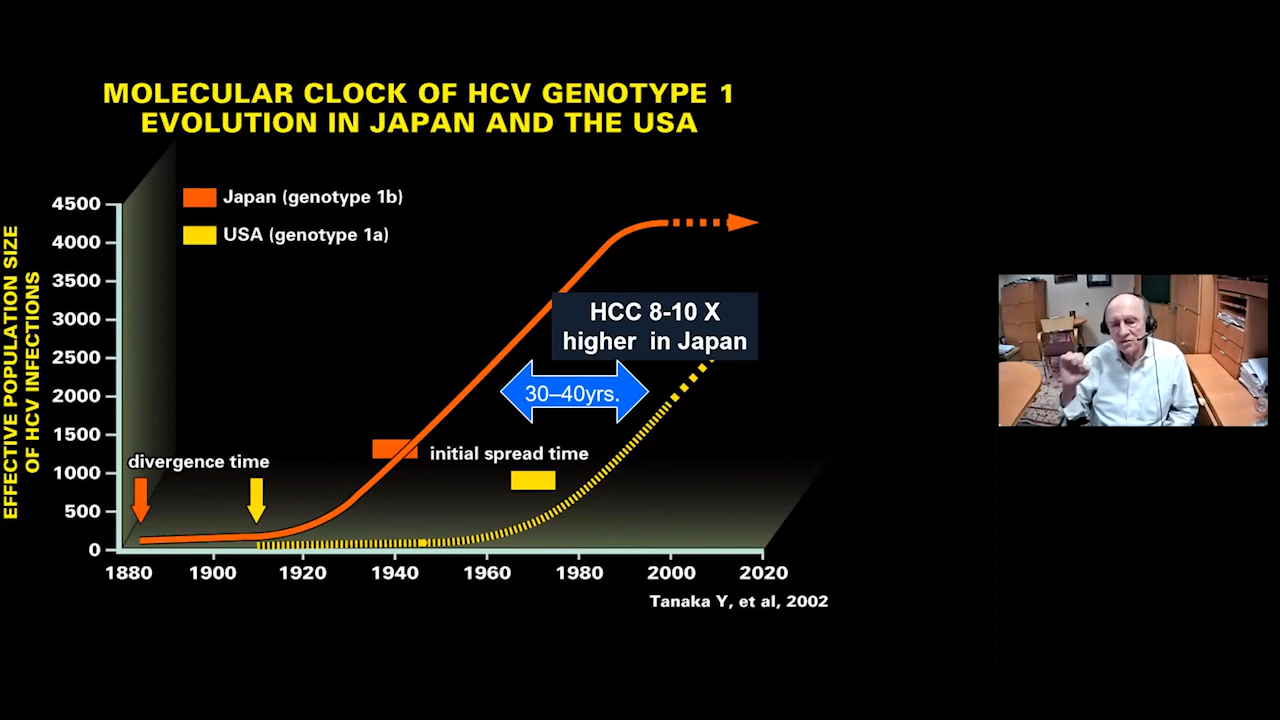 MOLECULAR CLOCK OF HCV GENOTYPE 1
EVOLUTION IN JAPAN AND THE USA
Japan (genotype 1b)
USA (genotype 1a)
EFFECTIVE POPULATION SIZE
OF HCV INFECTIONS
4500
4000
3500
3000
2500
2000
1500
1000
500
0
HCC 8-10 X
higher in Japan
30–40yrs.
initial spread time
divergence time
1880 1900 1920 1940 1960 1980 2000 2020
Tanaka Y, et al, 2002